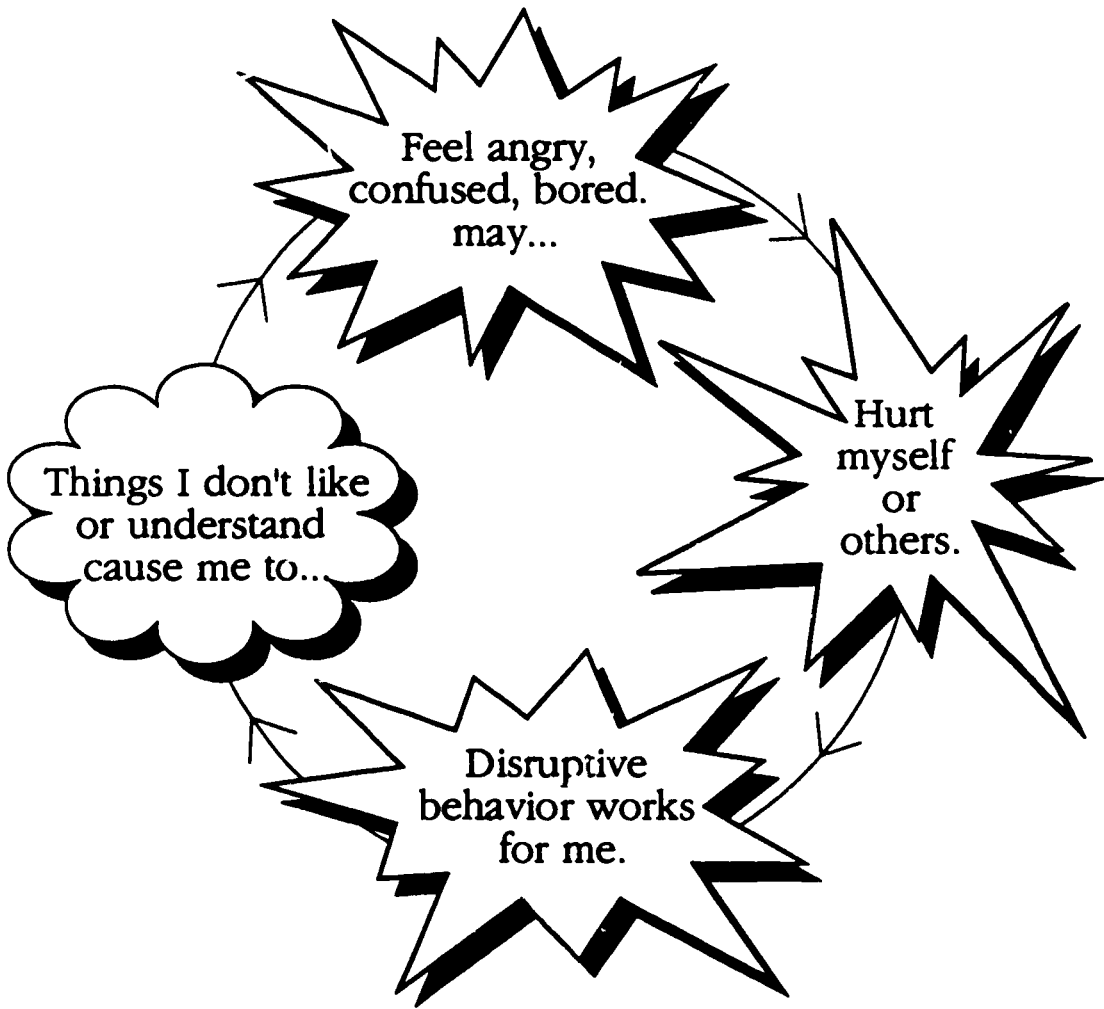 Feel angry,
confused, bored.
may...
Hurt
myself
or
others.
Disruptive
behavior works
for me.
Things I don't like
or understand
cause me to...